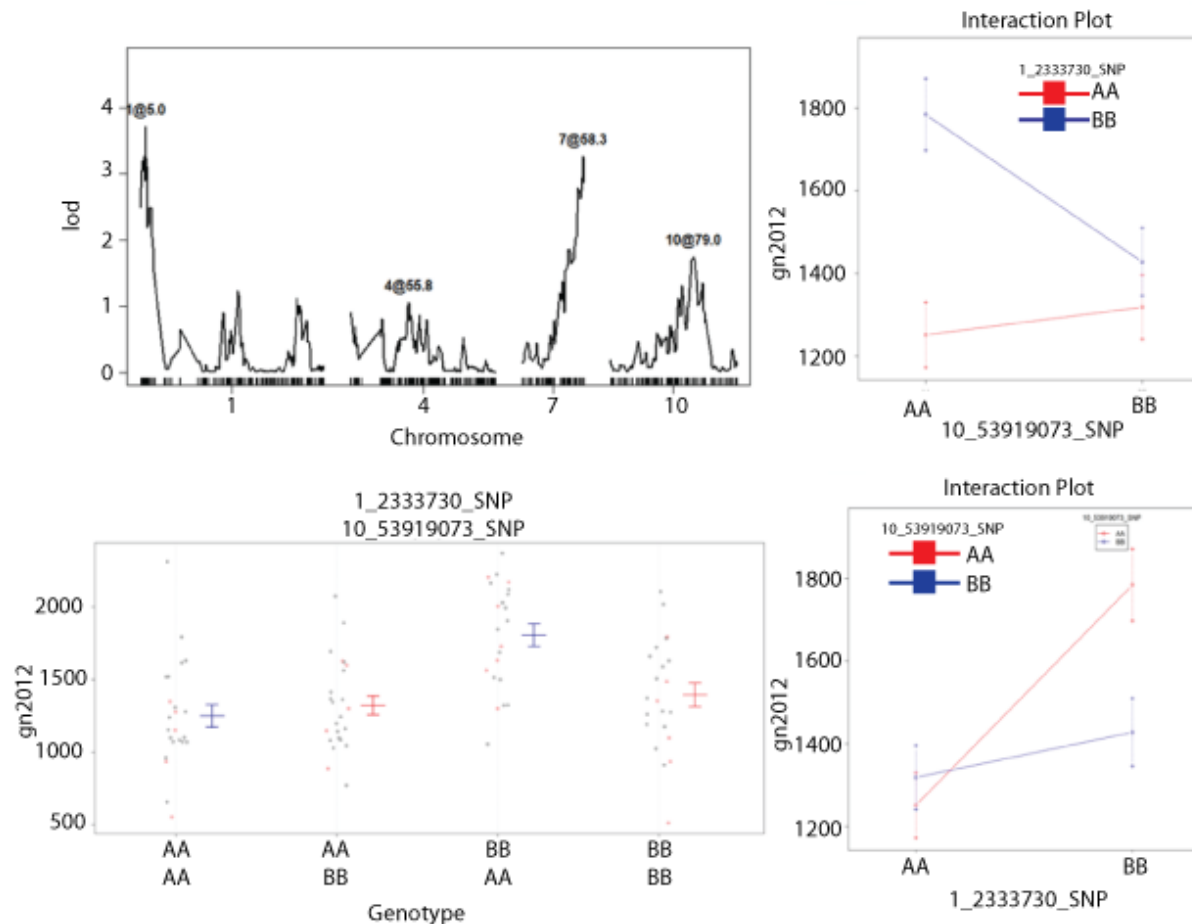 4
3
2
1
0
lod
1@5.0
4@55.8
7@58.3
10@79.0
1
4
7
10
Chromosome
Interaction Plot
1_2333730_SNP
AA
BB
1800
1600
1400
1200
gn2012
AA
BB
10_53919073_SNP
1_2333730_SNP
10_53919073_SNP
2000
1500
1000
500
gn2012
AA AA BB BB
AA BB AA BB
Genotype
Interaction Plot
10_53919073_SNP
AA
BB
10_53919073_SNP
AA
BB
1800
1600
1400
1200
gn2012
AA
BB
1_2333730_SNP